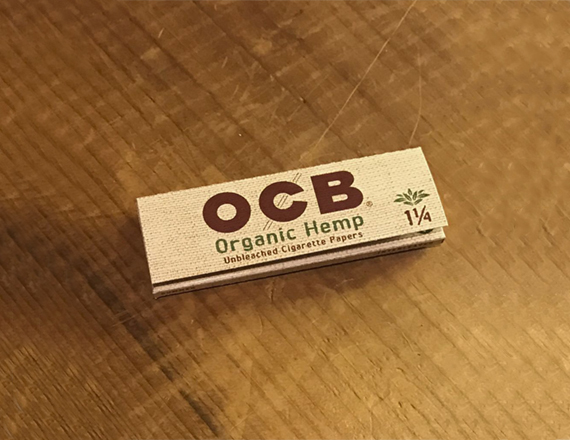 OCB®
Organic Hemp
Unbleached Cigarette Papers
1¼